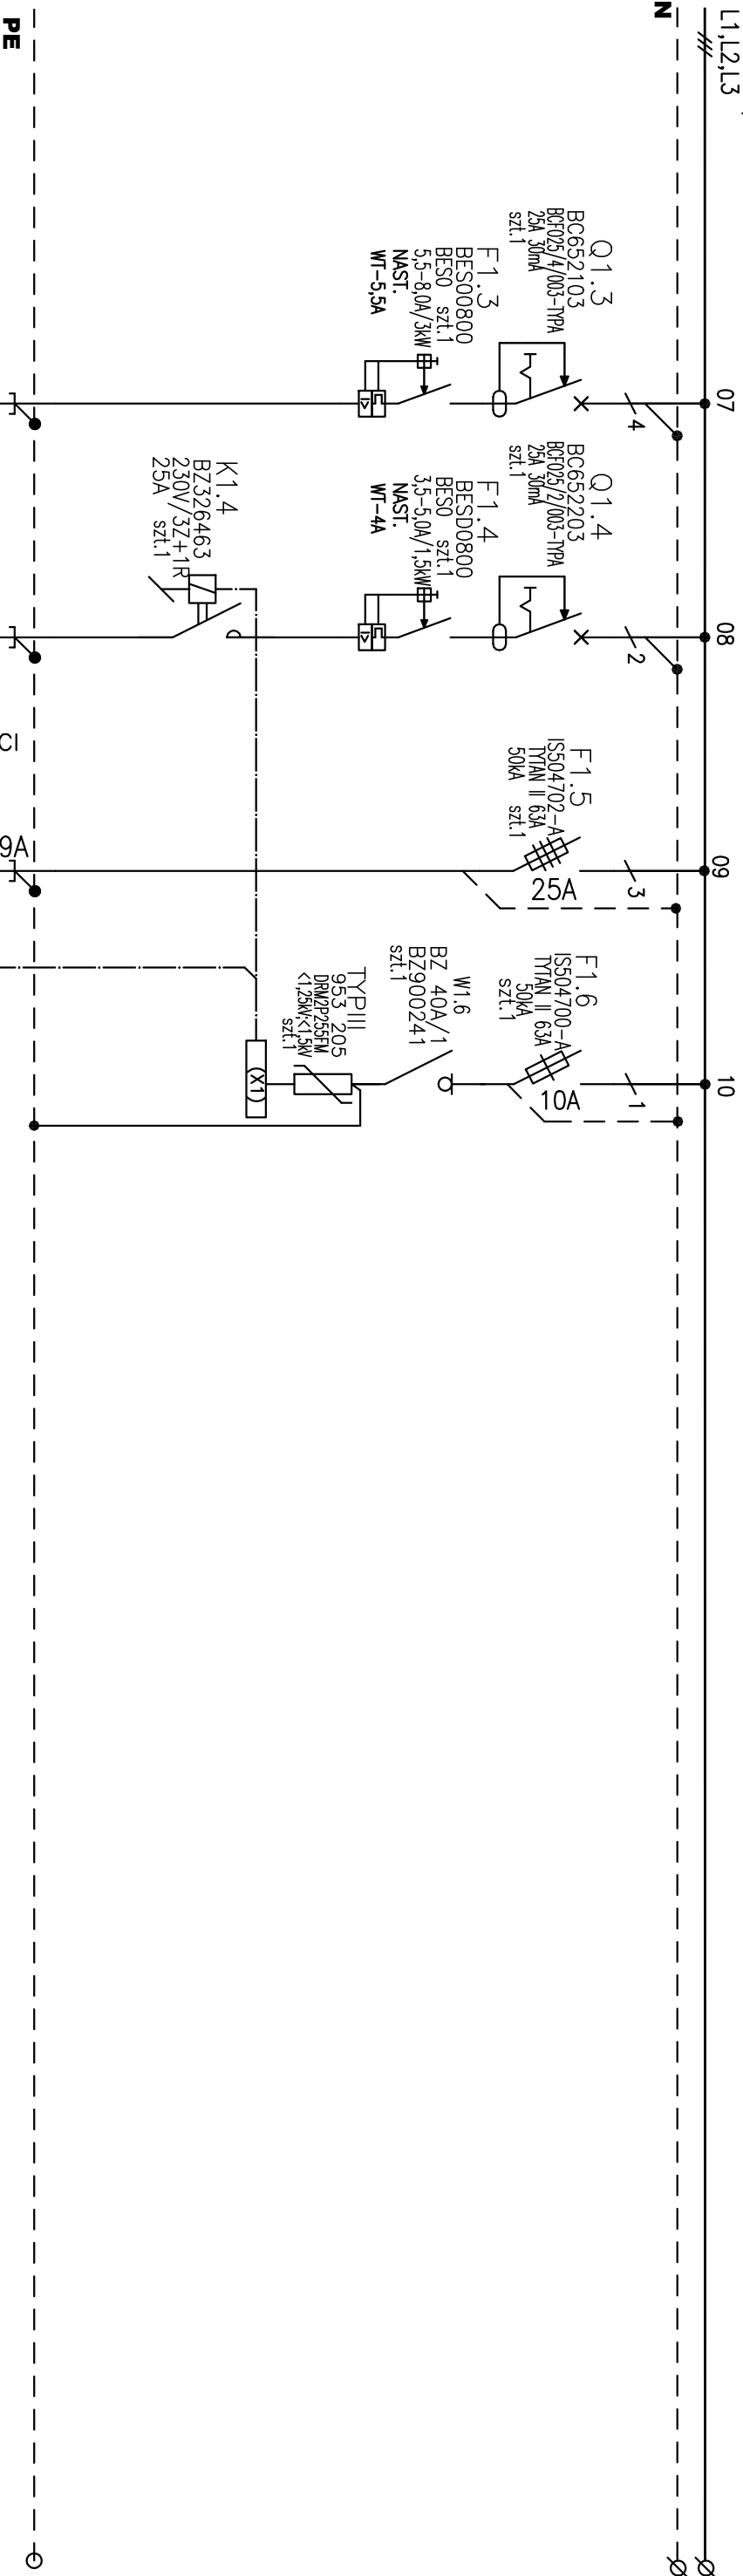 L1,L2,L3
N
PE
07
Q1.3
BC652103
BCF025/4/003-TYPA
25A 30mA
szt.1
4
F1.3
BES00800
BESO szt.1
5,5-8,0A/3kW
NAST.
WT-5,5A
08
Q1.4
BC652203
BCF025/2/003-TYPA
25A 30mA
szt.1
2
F1.4
BESD0800
BESO szt.1
3,5-5,0A/1,5kW
NAST.
WT-4A
K1.4
BZ326463
230V/3Z+1R
25A szt.1
09
F1.5
IS504702-A
TYTAN II 63A
50kA szt.1
3
25A
CI
9A
10
F1.6
IS504700-A
TYTAN II 63A
50kA
szt.1
1
10A
W1.6
BZ 40A/1
BZ900241
szt.1
TYPIII
953 205
DRM2P255FM
<1,25kV,<1,5kV
szt.1
(X1)